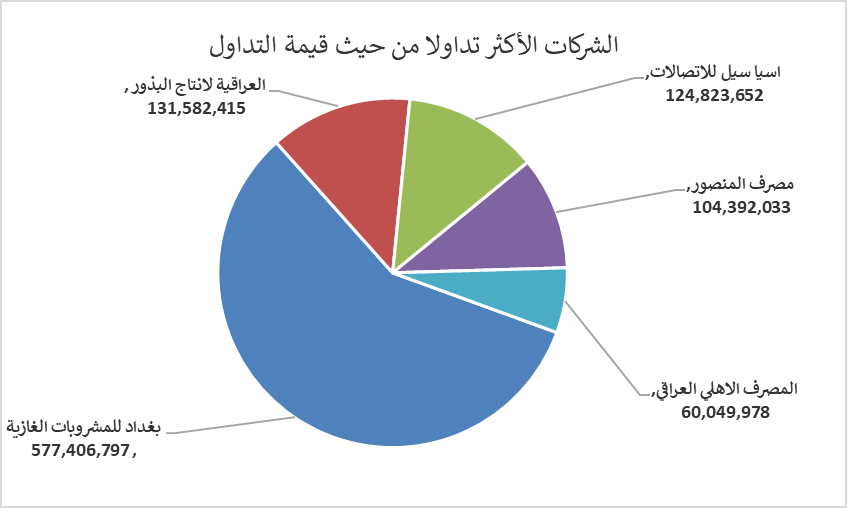 الشركات الأكثر تداولا من حيث قيمة التداول
اسيا سيل للاتصالات,
124,823,652
العراقية لانتاج البذور ,
131,582,415
مصرف المنصور,
104,392,033
المصرف الاهلي العراقي,
60,049,978
بغداد للمشروبات الغازية
577,406,797 ,